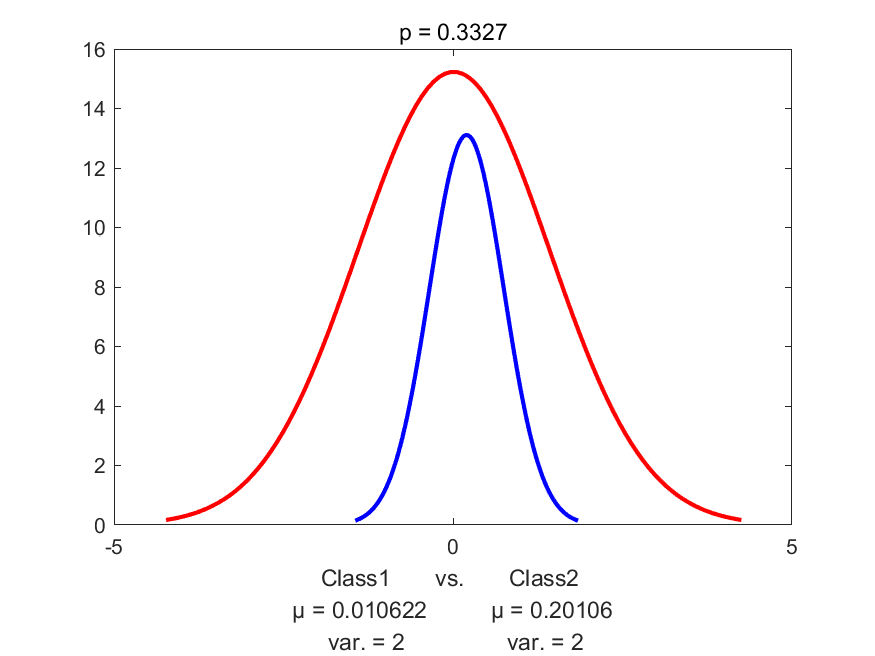 p = 0.3327
16
14
12
10
8
6
4
2
0
-5 0 5
Class1 vs. Class2
μ = 0.010622 μ = 0.20106
var. = 2 var. = 2